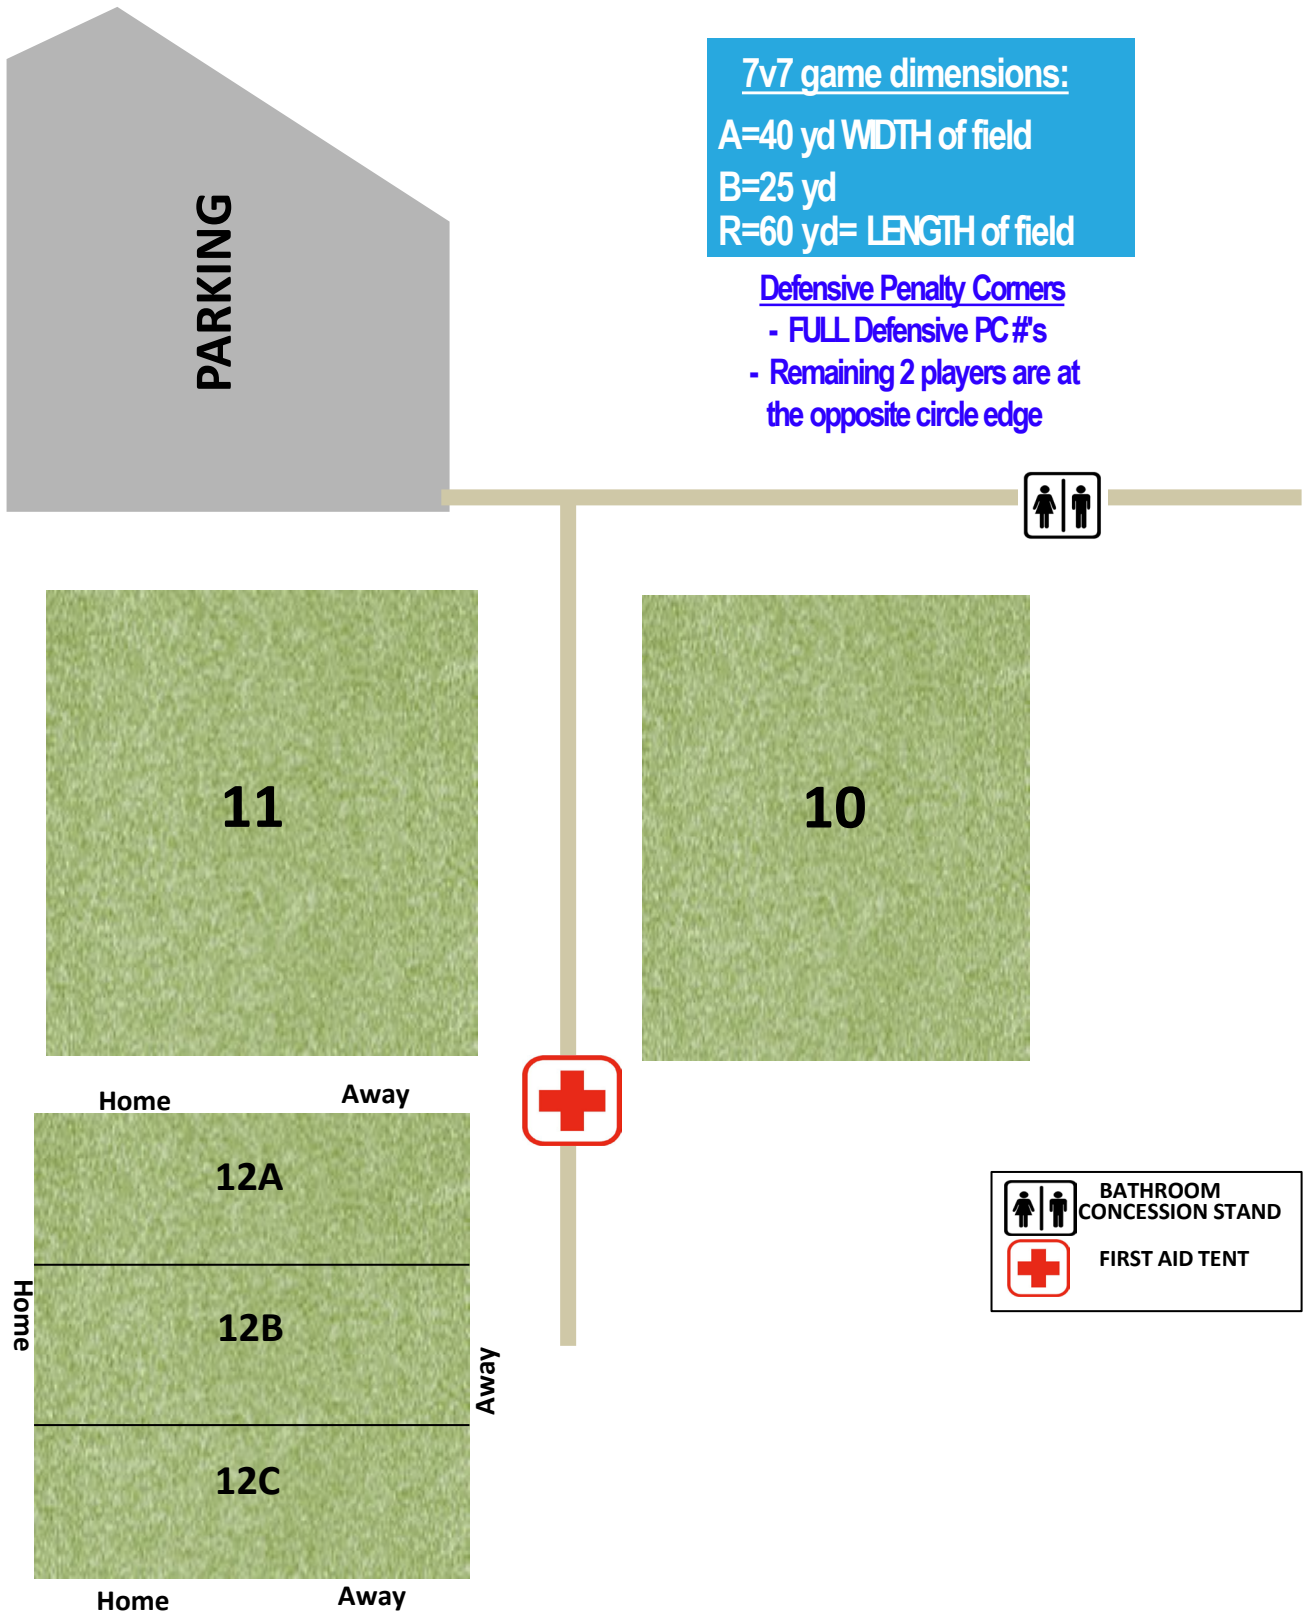 7v7 game dimensions:
A=40 yd WIDTH of field
B=25 yd
R=60 yd= LENGTH of field
Defensive Penalty Corners
- FULL Defensive PC #'s
- Remaining 2 players are at
the opposite circle edge
PARKING
11
10
Home
Away
12A
Home
12B
Away
12C
Home
Away
BATHROOM
CONCESSION STAND
FIRST AID TENT